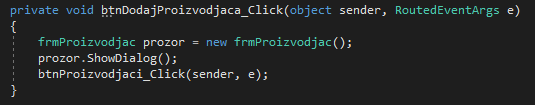 private void btnDodajProizvodjaca_Click(object sender, RoutedEventArgs e)
{
frmProizvodjac prozor = new frmProizvodjac();
prozor.ShowDialog();
btnProizvodjaci_Click(sender, e);
}